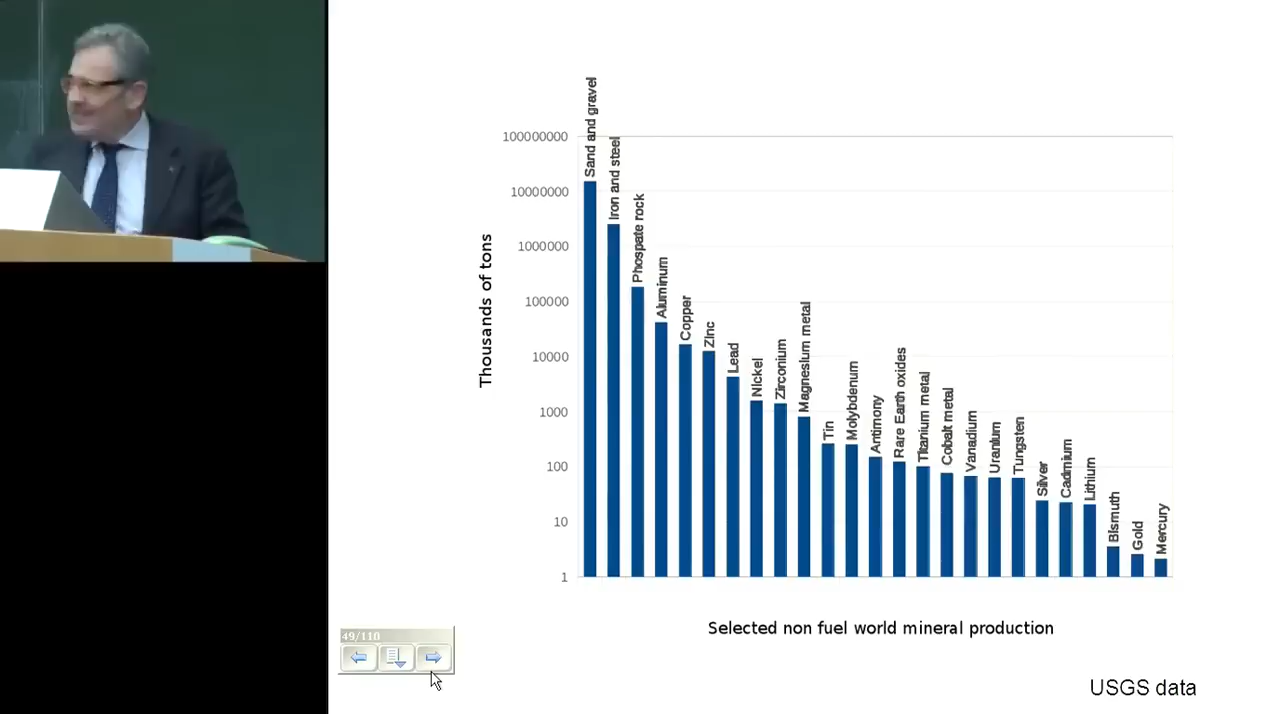 100000000
10000000
1000000
100000
10000
1000
100
10
1
Thousands of tons
Sand and gravel
Iron and steel
Phospate rock
Aluminum
Copper
Zinc
Lead
Nickel
Zirconium
Magnesium metal
Tin
Molybdenum
Antimony
Rare Earth oxides
Titanium metal
Cobalt metal
Vanadium
Uranium
Tungsten
Silver
Cadmium
Lithium
Bismuth
Gold
Mercury
Selected non fuel world mineral production
49/110
USGS data